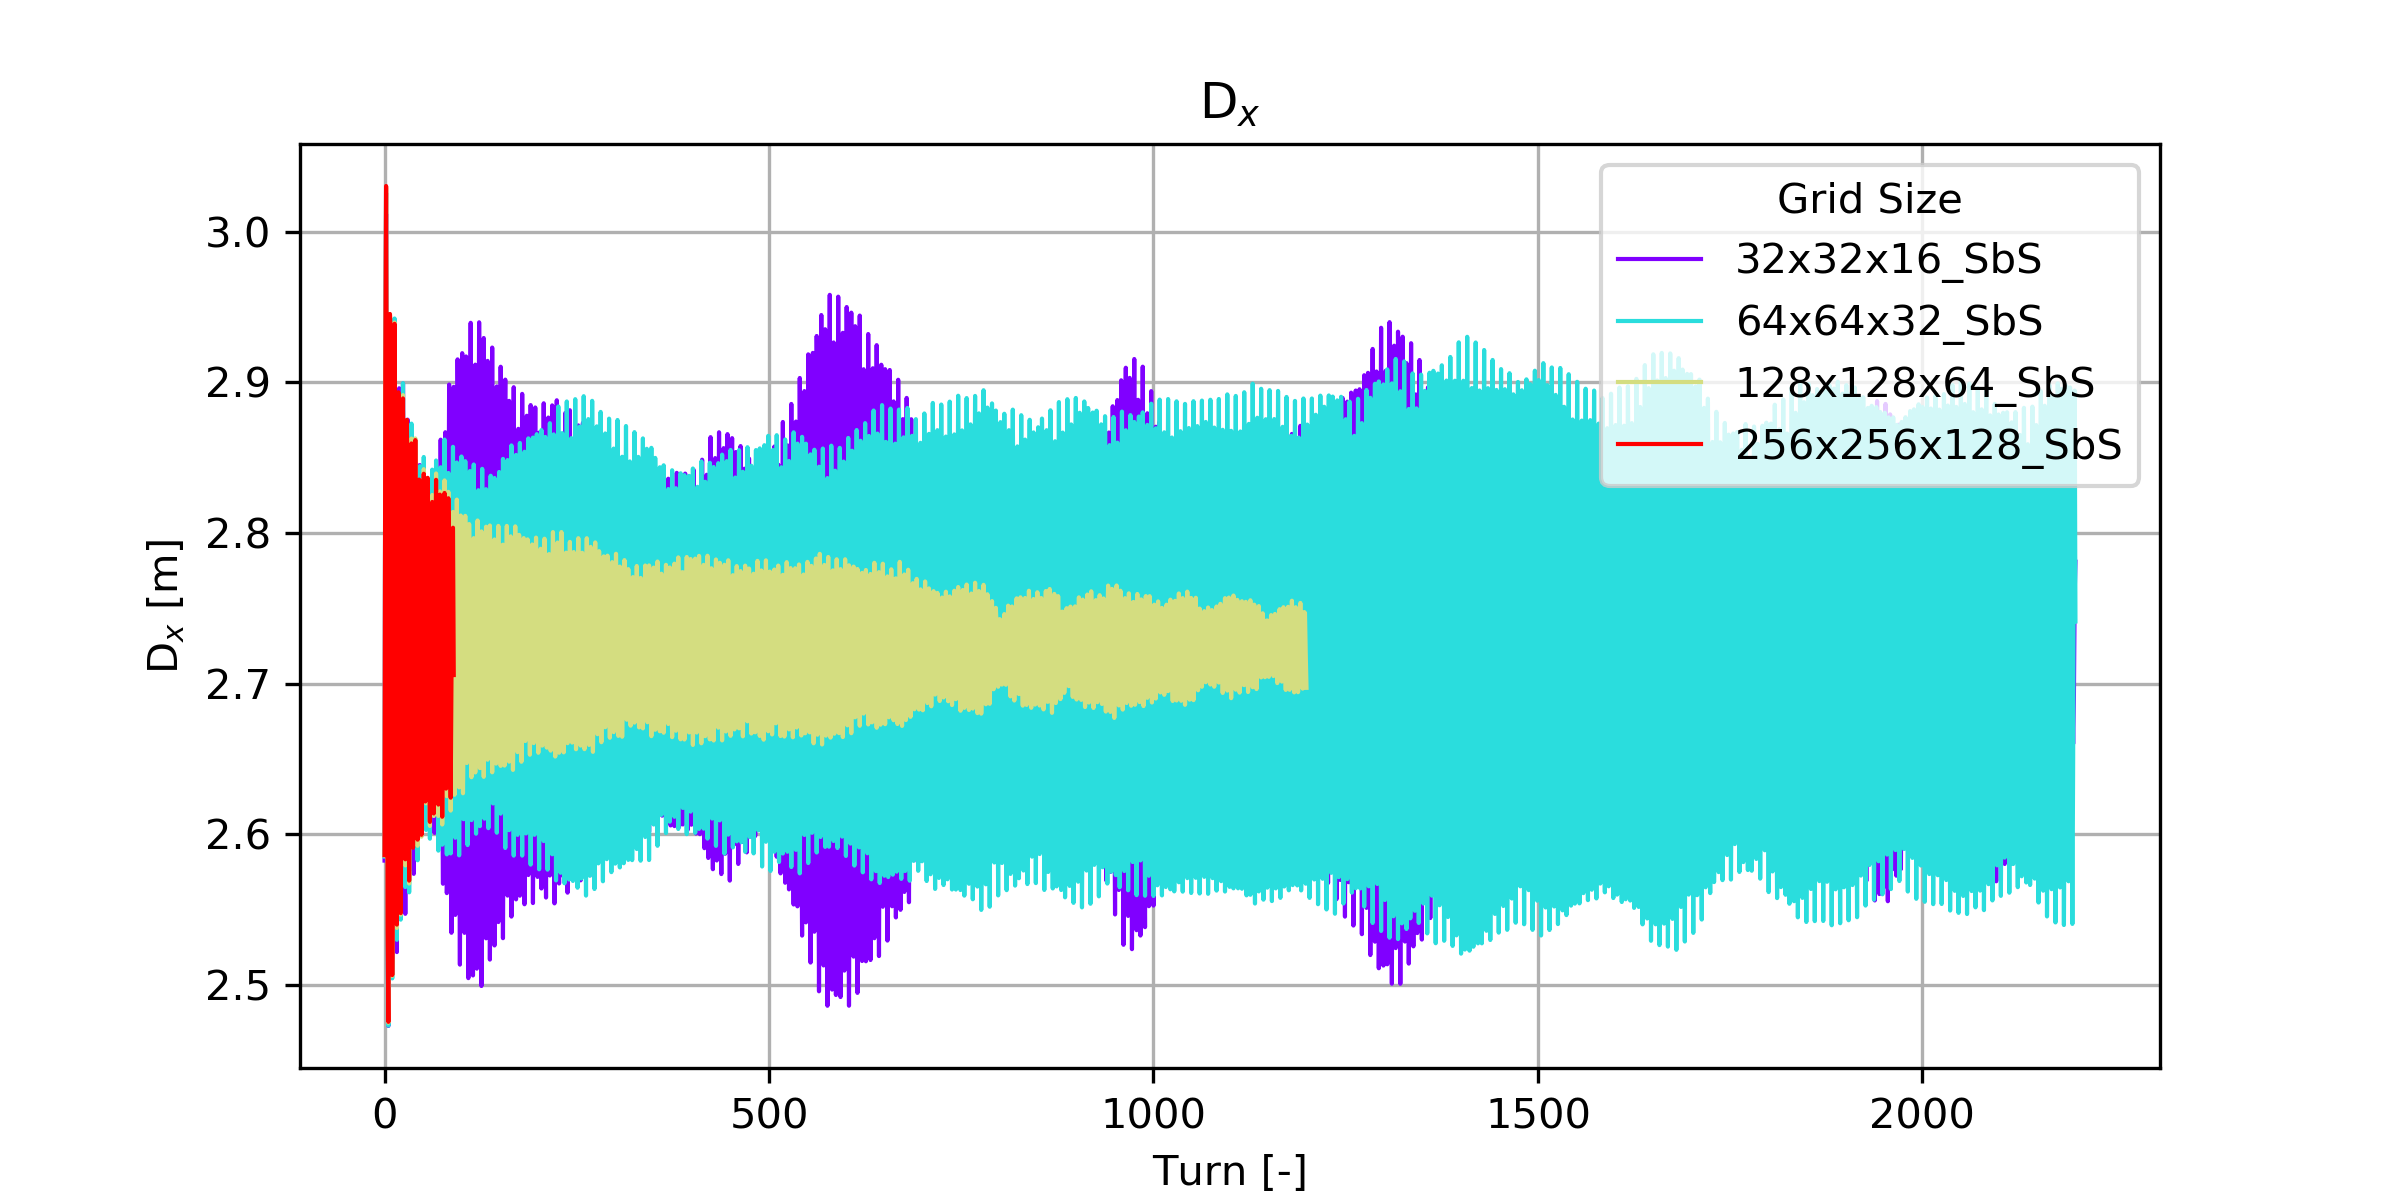 Dₓ
Grid Size
32x32x16_SbS
64x64x32_SbS
128x128x64_SbS
256x256x128_SbS
Dₓ [m]
3.0
2.9
2.8
2.7
2.6
2.5
0 500 1000 1500 2000
Turn [-]